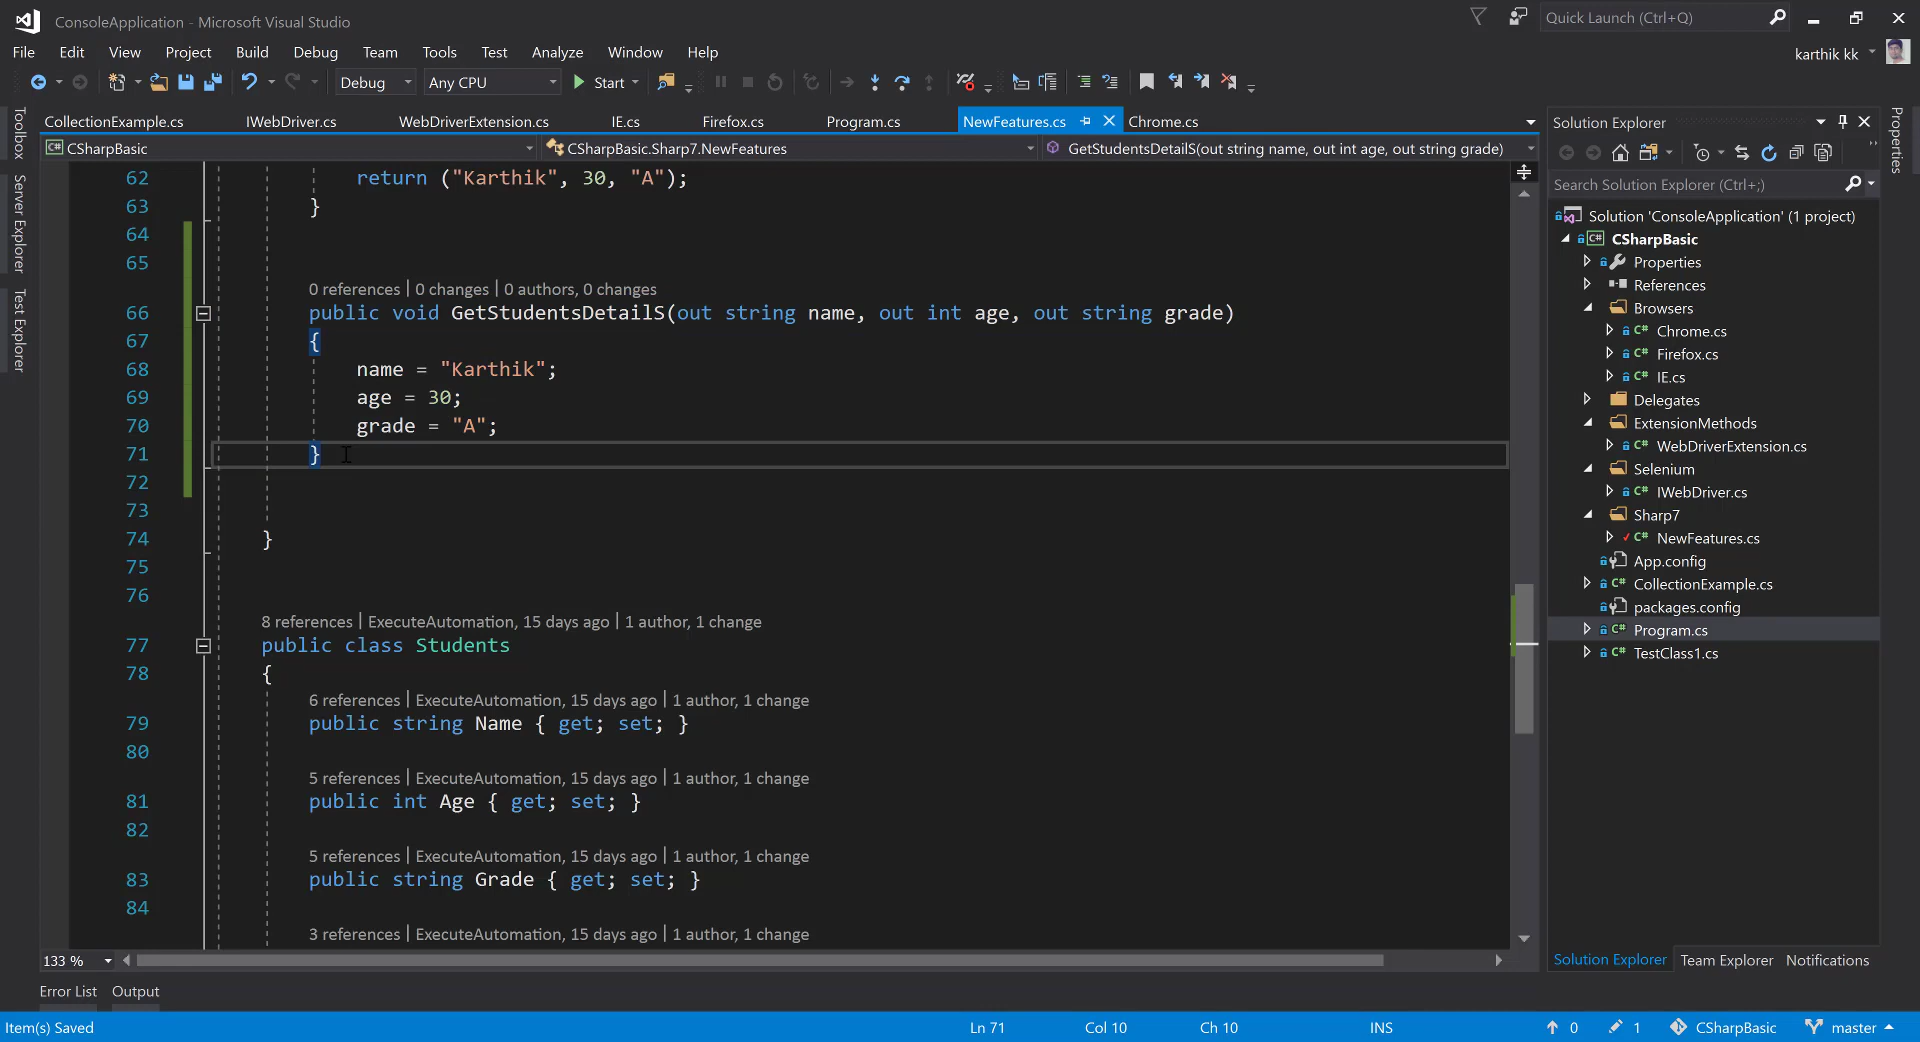 ConsoleApplication - Microsoft Visual Studio
Quick Launch (Ctrl+Q)
File Edit View Project Build Debug Team Tools Test Analyze Window Help
karthik kk
Debug Any CPU Start
CollectionExample.cs IWebDriver.cs WebDriverExtension.cs IE.cs Firefox.cs Program.cs NewFeatures.cs Chrome.cs
CSharpBasic CSharpBasic.Sharp7.NewFeatures GetStudentsDetailS(out string name, out int age, out string grade)
Toolbox
Server Explorer
Test Explorer
62 return ("Karthik", 30, "A");
63 }
64
65
0 references | 0 changes | 0 authors, 0 changes
66 public void GetStudentsDetailS(out string name, out int age, out string grade)
67 {
68 name = "Karthik";
69 age = 30;
70 grade = "A";
71 }
72
73
74 }
75
76
8 references | ExecuteAutomation, 15 days ago | 1 author, 1 change
77 public class Students
78 {
6 references | ExecuteAutomation, 15 days ago | 1 author, 1 change
79 public string Name { get; set; }
80
5 references | ExecuteAutomation, 15 days ago | 1 author, 1 change
81 public int Age { get; set; }
82
5 references | ExecuteAutomation, 15 days ago | 1 author, 1 change
83 public string Grade { get; set; }
84
3 references | ExecuteAutomation, 15 days ago | 1 author, 1 change
133 %
Solution Explorer
Search Solution Explorer (Ctrl+;)
Solution 'ConsoleApplication' (1 project)
C# CSharpBasic
Properties
References
Browsers
C# Chrome.cs
C# Firefox.cs
C# IE.cs
Delegates
ExtensionMethods
C# WebDriverExtension.cs
Selenium
C# IWebDriver.cs
Sharp7
C# NewFeatures.cs
App.config
C# CollectionExample.cs
packages.config
C# Program.cs
C# TestClass1.cs
Solution Explorer Team Explorer Notifications
Properties
Error List Output
Item(s) Saved Ln 71 Col 10 Ch 10 INS 0 1 CSharpBasic master